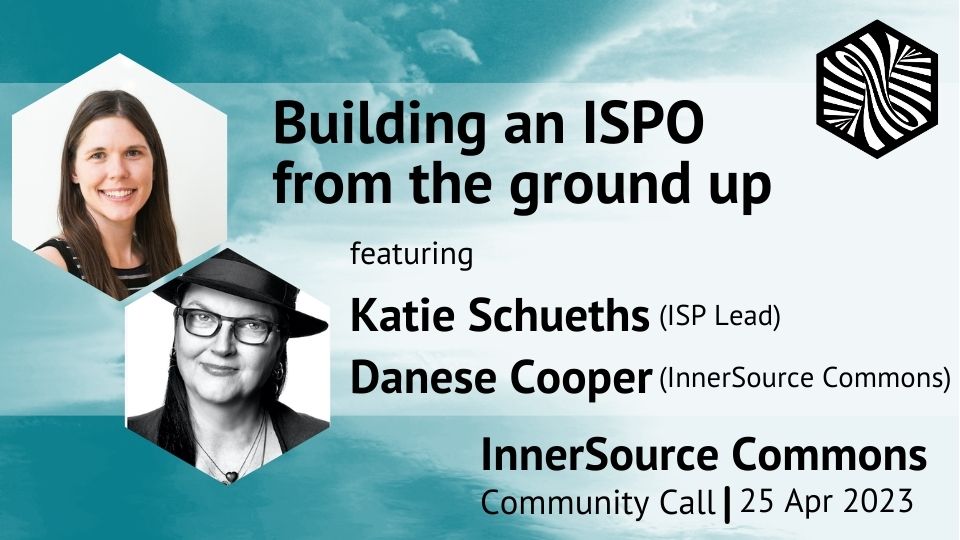 Building an ISPO
from the ground up
featuring
Katie Schueths (ISP Lead)
Danese Cooper (InnerSource Commons)
InnerSource Commons
Community Call | 25 Apr 2023